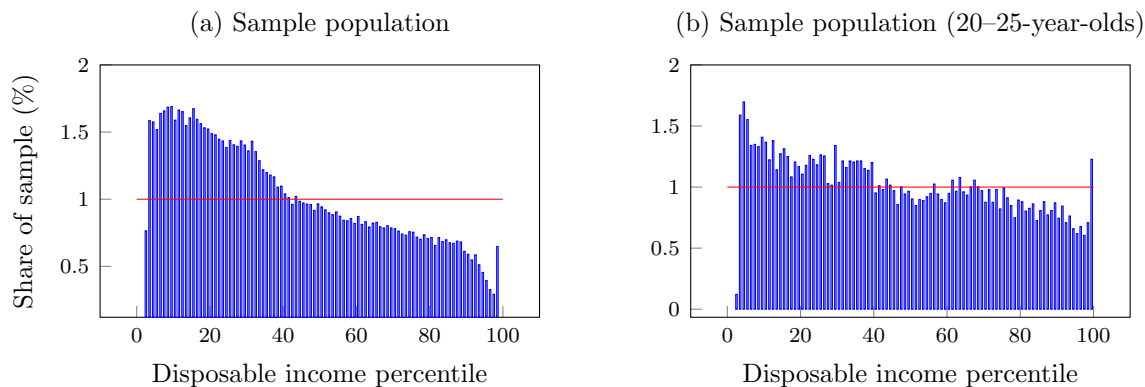 (a) Sample population
2
1.5
1
0.5
0 20 40 60 80 100
Share of sample (%)
Disposable income percentile
(b) Sample population (20–25-year-olds)
2
1.5
1
0.5
0
0 20 40 60 80 100
Disposable income percentile